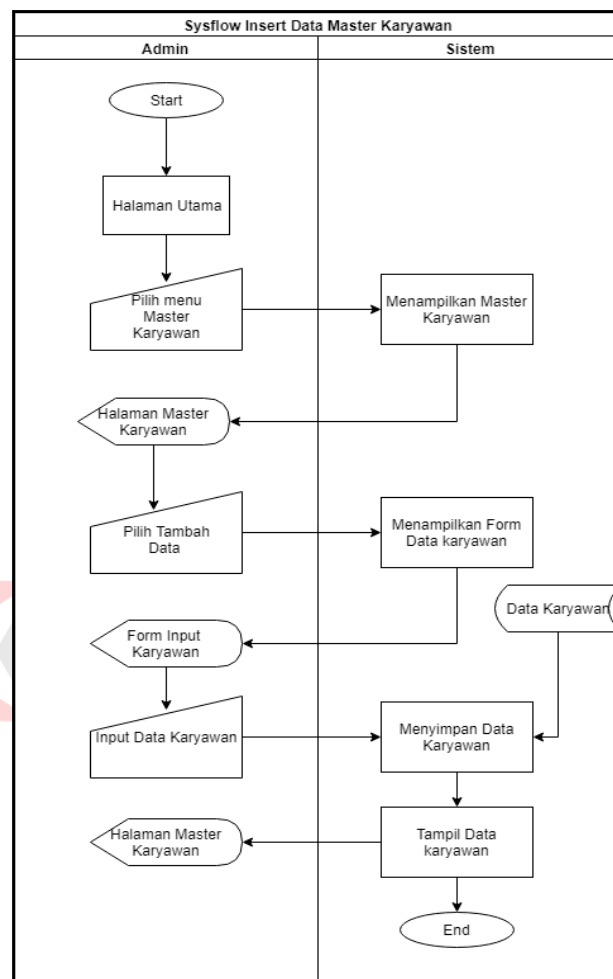 Sysflow Insert Data Master Karyawan
Admin
Sistem
Start
Halaman Utama
Pilih menu
Master
Karyawan
Menampilkan Master
Karyawan
Halaman Master
Karyawan
Pilih Tambah
Data
Menampilkan Form
Data karyawan
Data Karyawan
Form Input
Karyawan
Input Data Karyawan
Menyimpan Data
Karyawan
Halaman Master
Karyawan
Tampil Data
karyawan
End